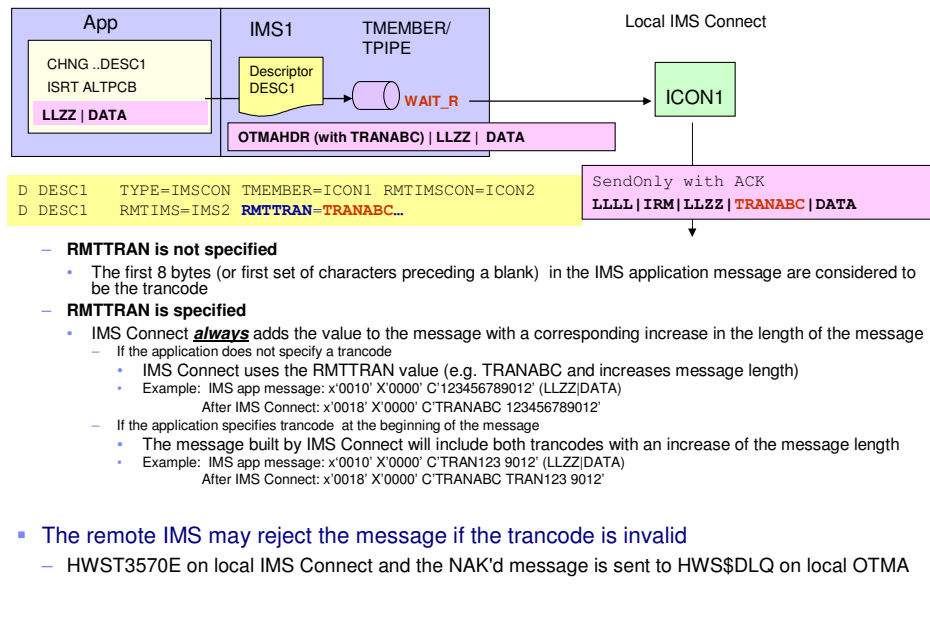 App
IMS1
TMEMBER/
TPIPE
Local IMS Connect
CHNG ..DESC1
ISRT ALTPCB
LLZZ | DATA
Descriptor
DESC1
WAIT_R
ICON1
OTMAHDR (with TRANABC) | LLZZ | DATA
D DESC1 TYPE=IMSCON TMEMBER=ICON1 RMTIMSCON=ICON2
D DESC1 RMTIMS=IMS2 RMTTRAN=TRANABC…
SendOnly with ACK
LLLL|IRM|LLZZ|TRANABC|DATA
– RMTTRAN is not specified
• The first 8 bytes (or first set of characters preceding a blank) in the IMS application message are considered to
be the trancode
– RMTTRAN is specified
• IMS Connect always adds the value to the message with a corresponding increase in the length of the message
– If the application does not specify a trancode
• IMS Connect uses the RMTTRAN value (e.g. TRANABC and increases message length)
• Example: IMS app message: x'0010' X'0000' C'123456789012' (LLZZ|DATA)
After IMS Connect: x'0018' X'0000' C'TRANABC 123456789012'
– If the application specifies trancode at the beginning of the message
• The message built by IMS Connect will include both trancodes with an increase of the message length
• Example: IMS app message: x'0010' X'0000' C'TRAN123 9012' (LLZZ|DATA)
After IMS Connect: x'0018' X'0000' C'TRANABC TRAN123 9012'
▪ The remote IMS may reject the message if the trancode is invalid
– HWST3570E on local IMS Connect and the NAK'd message is sent to HWS$DLQ on local OTMA